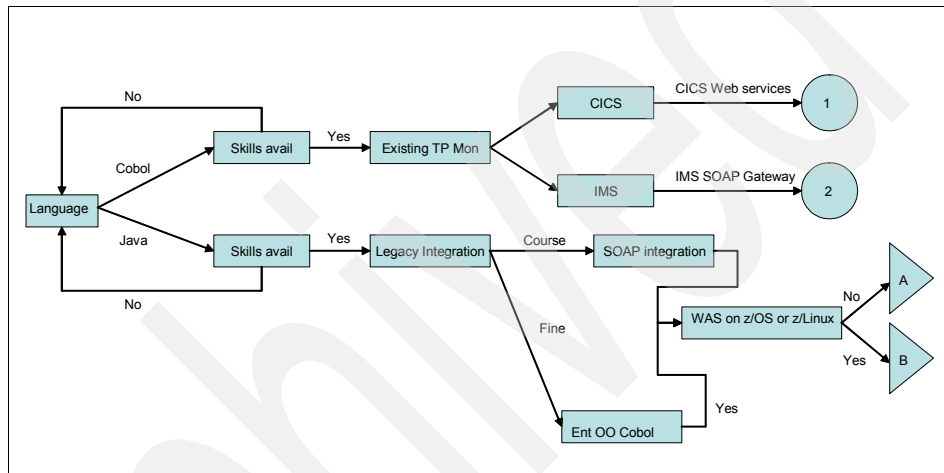 No
CICS Web services
CICS
1
Yes
Skills avail
Existing TP Mon
Cobol
IMS SOAP Gateway
IMS
2
Language
Java
Yes
Course
Skills avail
Legacy Integration
SOAP integration
No
A
No
WAS on z/OS or z/Linux
Fine
Yes
B
Yes
Ent OO Cobol